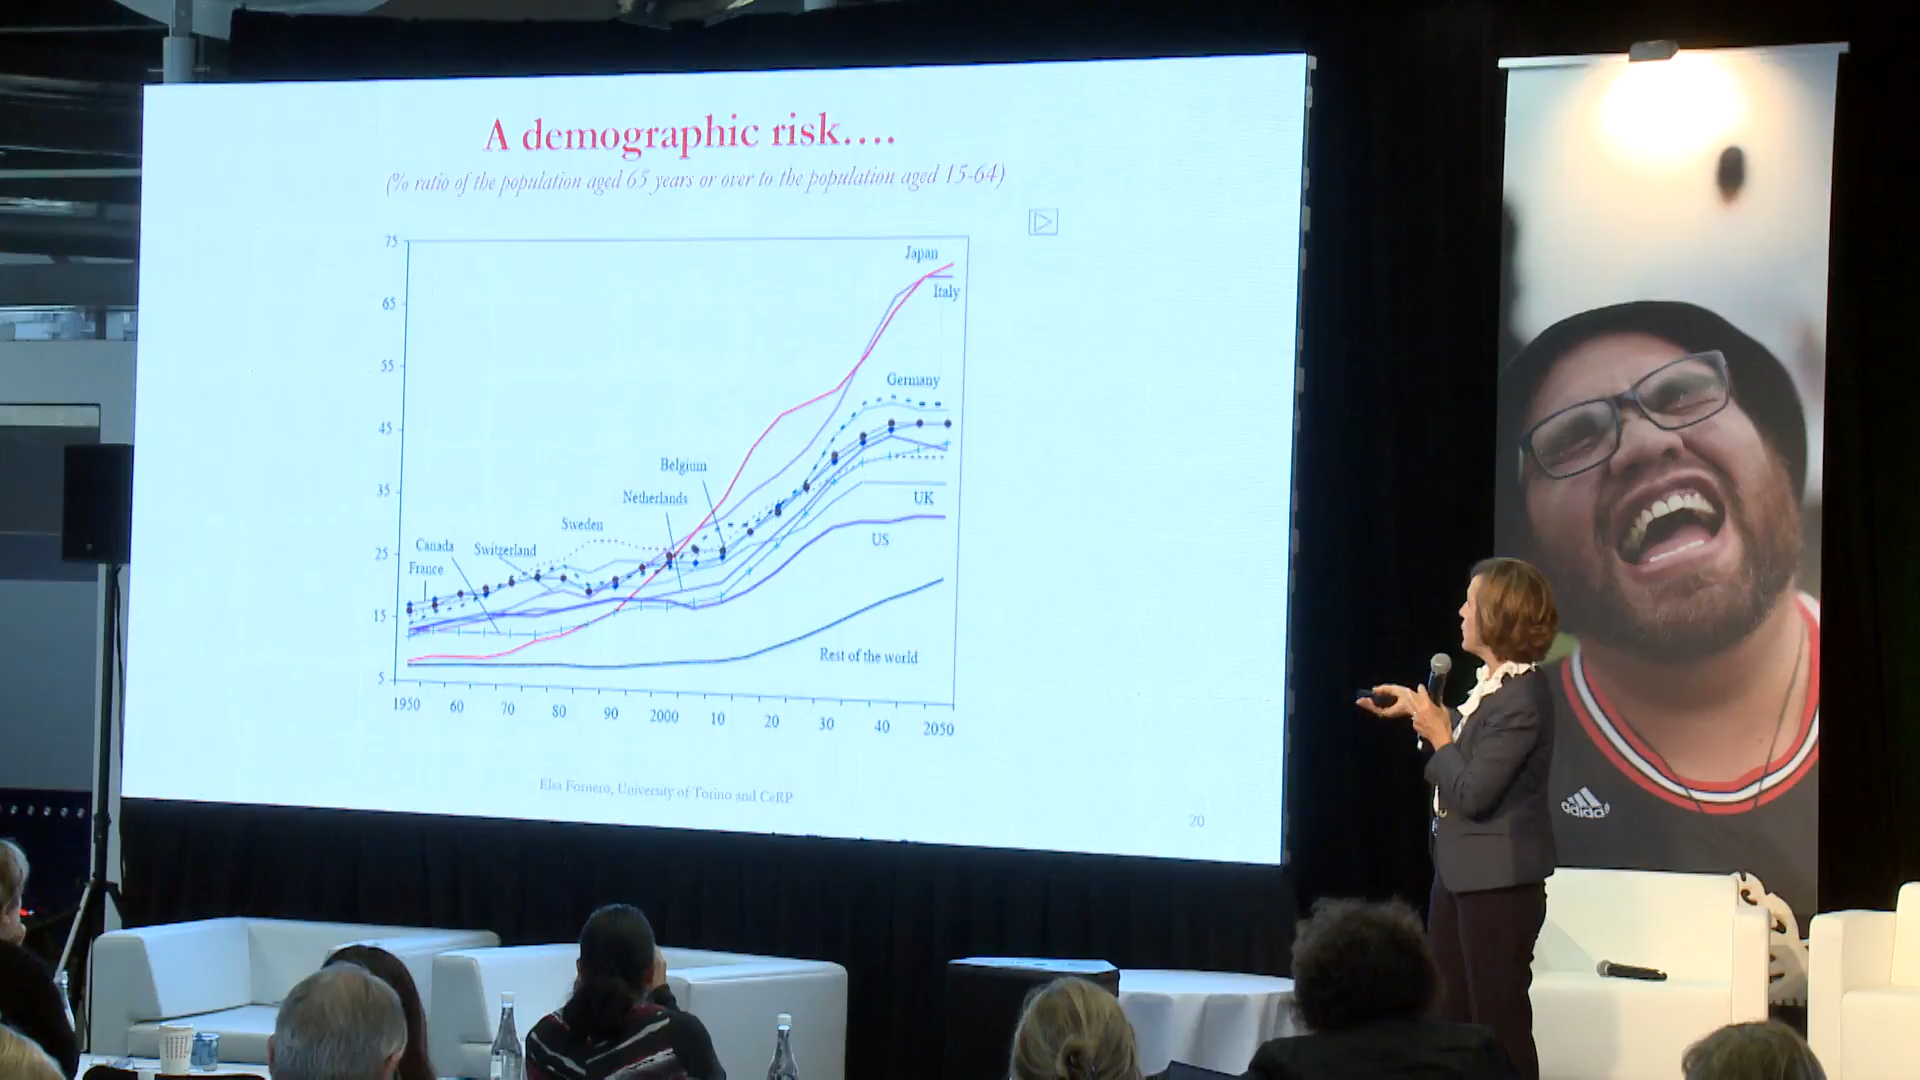 A demographic risk....
(% ratio of the population aged 65 years or over to the population aged 15-64)
75
65
55
45
35
25
15
5
Japan
Italy
Germany
Belgium
Netherlands
Sweden
Canada
Switzerland
France
UK
US
Rest of the world
1950 60 70 80 90 2000 10 20 30 40 2050
Elsa Fornero, University of Torino and CeRP
20
adidas